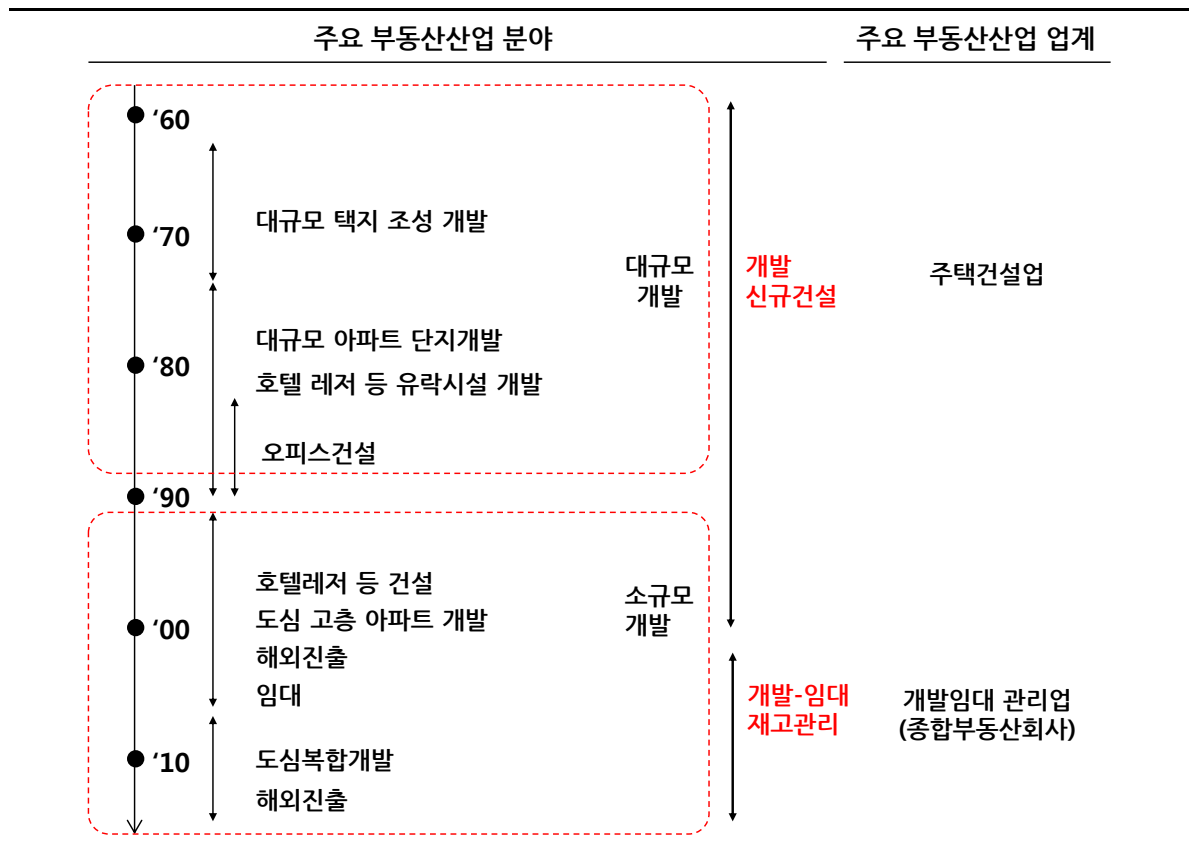 주요 부동산산업 분야
주요 부동산산업 업계
‘60
대규모 택지 조성 개발
‘70
대규모
개발
개발
신규건설
주택건설업
대규모 아파트 단지개발
‘80
호텔 레저 등 유락시설 개발
오피스건설
‘90
호텔레저 등 건설
소규모
개발
도심 고층 아파트 개발
‘00
해외진출
임대
개발-임대
재고관리
개발임대 관리업
(종합부동산회사)
‘10
도심복합개발
해외진출